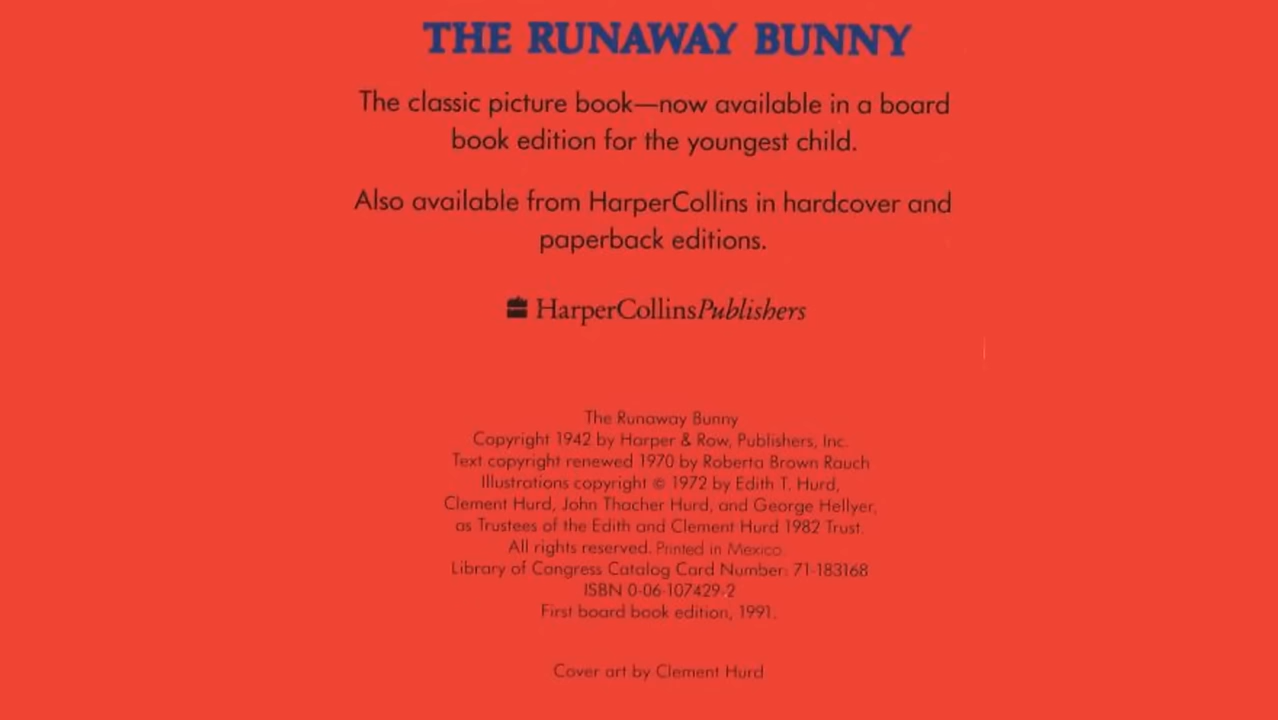 THE RUNAWAY BUNNY
The classic picture book—now available in a board
book edition for the youngest child.
Also available from HarperCollins in hardcover and
paperback editions.
HarperCollinsPublishers
The Runaway Bunny
Copyright 1942 by Harper & Row, Publishers, Inc.
Text copyright renewed 1970 by Roberta Brown Rauch
Illustrations copyright © 1972 by Edith T. Hurd,
Clement Hurd, John Thacher Hurd, and George Hellyer,
as Trustees of the Edith and Clement Hurd 1982 Trust.
All rights reserved. Printed in Mexico.
Library of Congress Catalog Card Number: 71-183168
ISBN 0-06-107429-2
First board book edition, 1991.
Cover art by Clement Hurd